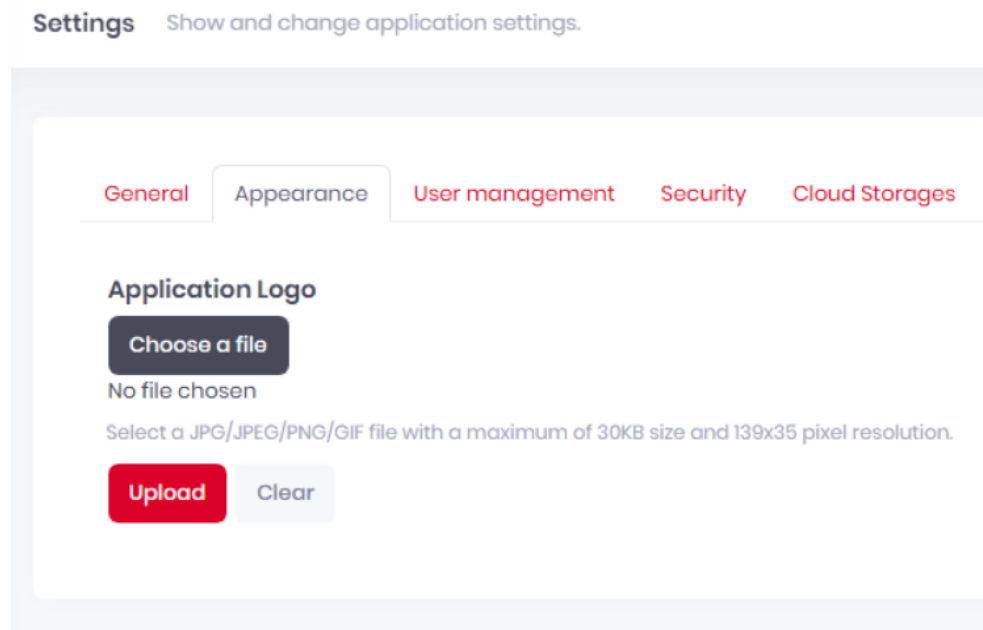 Settings Show and change application settings.
General Appearance User management Security Cloud Storages
Application Logo
Choose a file
No file chosen
Select a JPG/JPEG/PNG/GIF file with a maximum of 30KB size and 139x35 pixel resolution.
Upload Clear